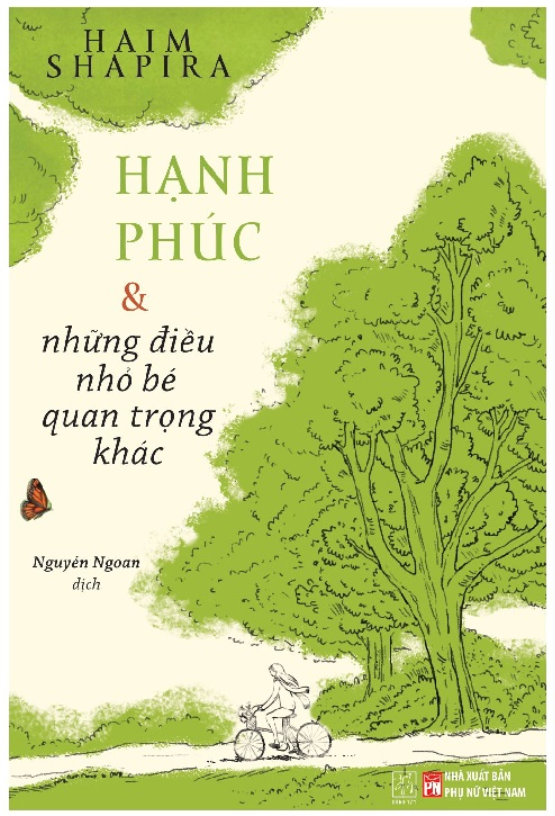 HAIM
SHAPIRA
HẠNH
PHÚC
&
những điều
nhỏ bé
quan trọng
khác
Nguyễn Ngoan
dịch
PN
NHÀ XUẤT BẢN
PHỤ NỮ VIỆT NAM